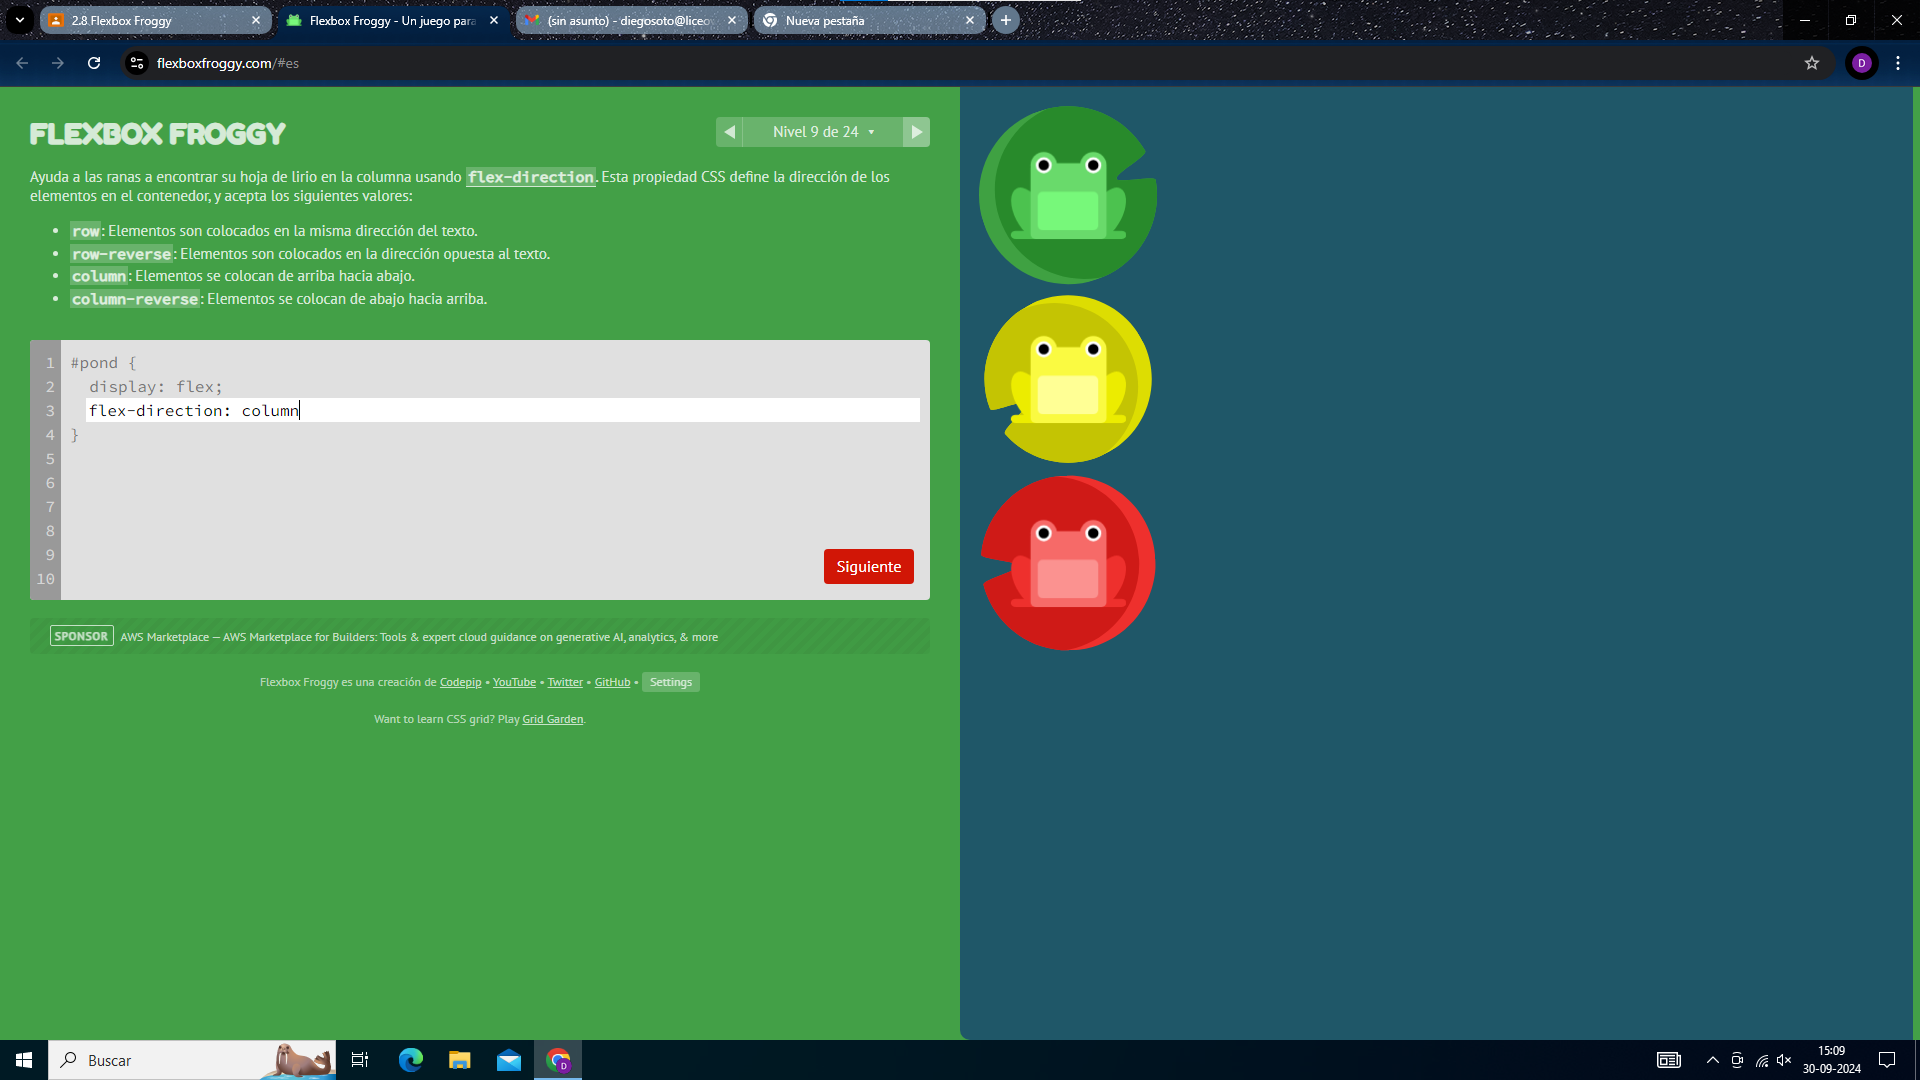 2.8 Flexbox Froggy
Flexbox Froggy - Un juego para
(sin asunto) - diegosoto@liceov
Nueva pestaña
flexboxfroggy.com/#es
D
FLEXBOX FROGGY
Nivel 9 de 24
Ayuda a las ranas a encontrar su hoja de lirio en la columna usando flex-direction. Esta propiedad CSS define la dirección de los
elementos en el contenedor, y acepta los siguientes valores:
row: Elementos son colocados en la misma dirección del texto.
row-reverse: Elementos son colocados en la dirección opuesta al texto.
column: Elementos se colocan de arriba hacia abajo.
column-reverse: Elementos se colocan de abajo hacia arriba.
1 #pond {
2 display: flex;
3 flex-direction: column
4 }
5
6
7
8
9
10
Siguiente
SPONSOR AWS Marketplace — AWS Marketplace for Builders: Tools & expert cloud guidance on generative AI, analytics, & more
Flexbox Froggy es una creación de Codepip • YouTube • Twitter • GitHub • Settings
Want to learn CSS grid? Play Grid Garden.
Buscar
D
15:09
30-09-2024